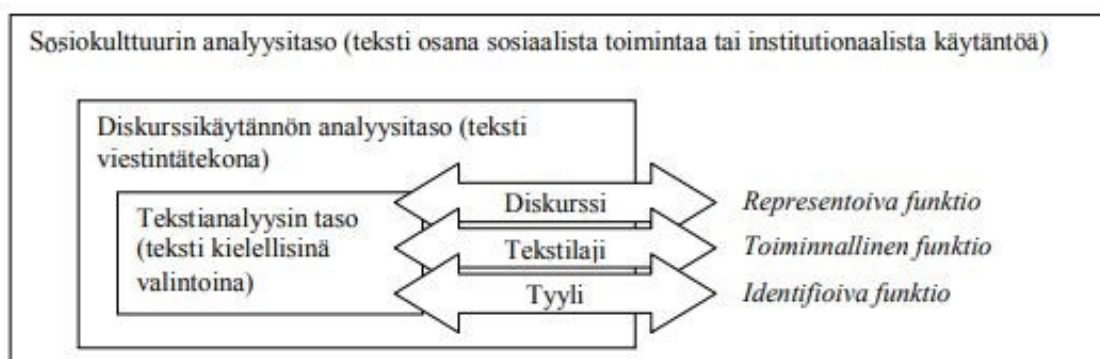 Sosiokulttuurin analyysitaso (teksti osana sosiaalista toimintaa tai institutionaalista käytäntöä)
Diskurssikäytännön analyysitaso (teksti
viestintätekona)
Tekstianalyysin taso
(teksti kielellisinä
valintoina)
Diskurssi
Representoiva funktio
Tekstilaji
Toiminnallinen funktio
Tyyli
Identifioiva funktio